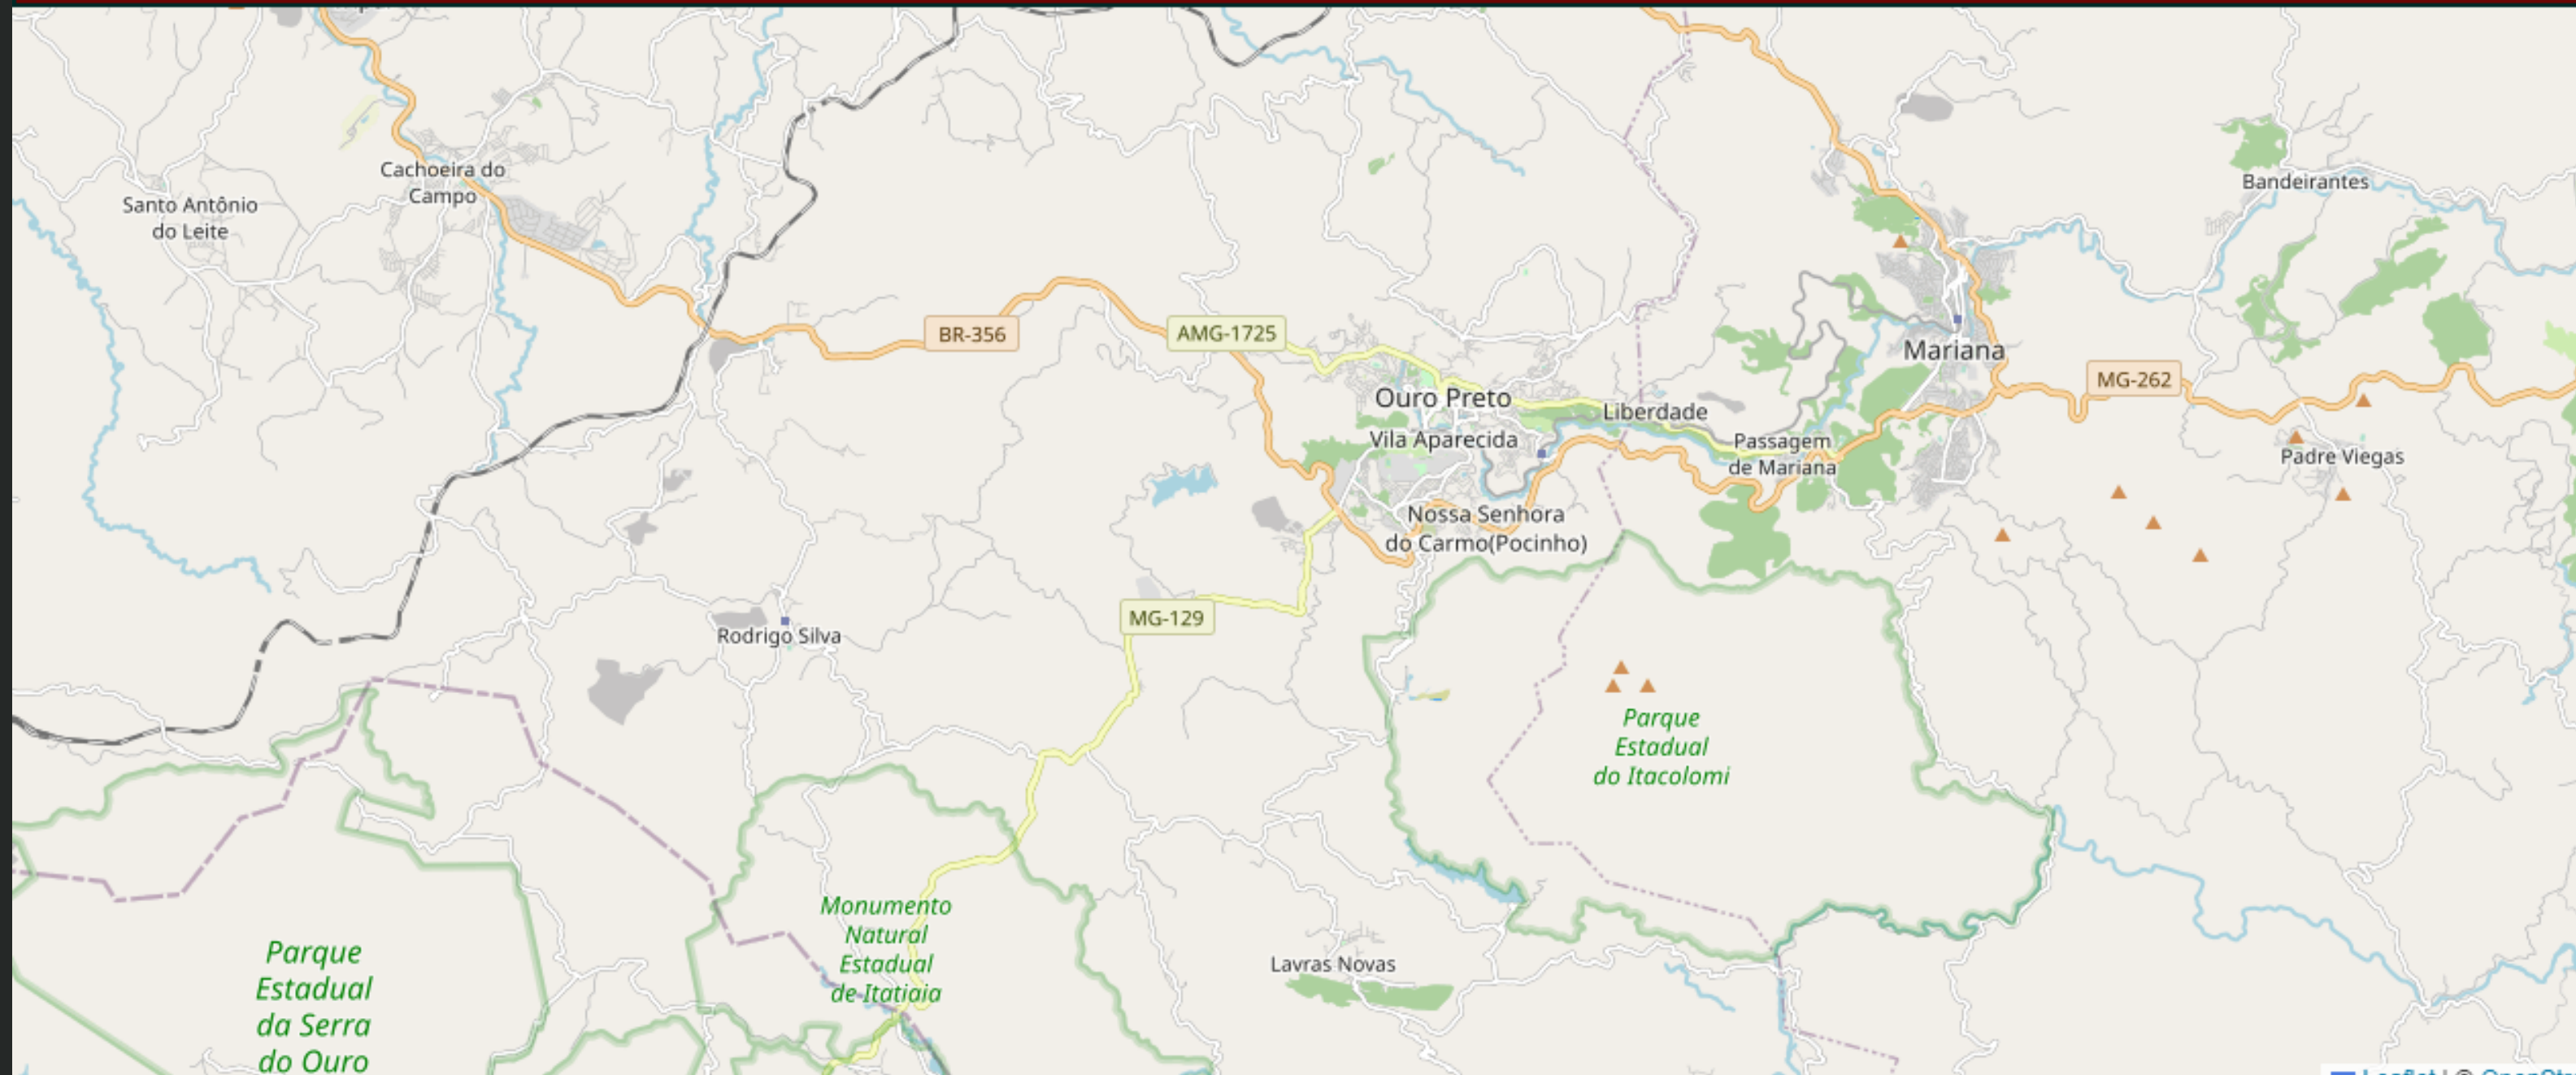 Cachoeira do
Campo
Santo Antônio
do Leite
Bandeirantes
BR-356
AMG-1725
Mariana
MG-262
Ouro Preto
Liberdade
Vila Aparecida
Passagem
de Mariana
Padre Viegas
Nossa Senhora
do Carmo(Pocinho)
MG-129
Rodrigo Silva
Parque
Estadual
do Itacolomi
Monumento
Natural
Estadual
de Itatiaia
Parque
Estadual
da Serra
do Ouro
Lavras Novas